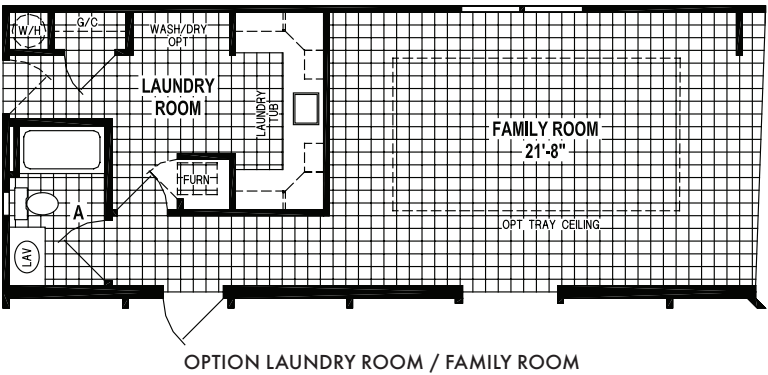 W/H
G/C
WASH/DRY
OPT
LAUNDRY
ROOM
LAUNDRY
TUB
FAMILY ROOM
21'-8"
FURN
A
OPT TRAY CEILING
LAV
OPTION LAUNDRY ROOM / FAMILY ROOM